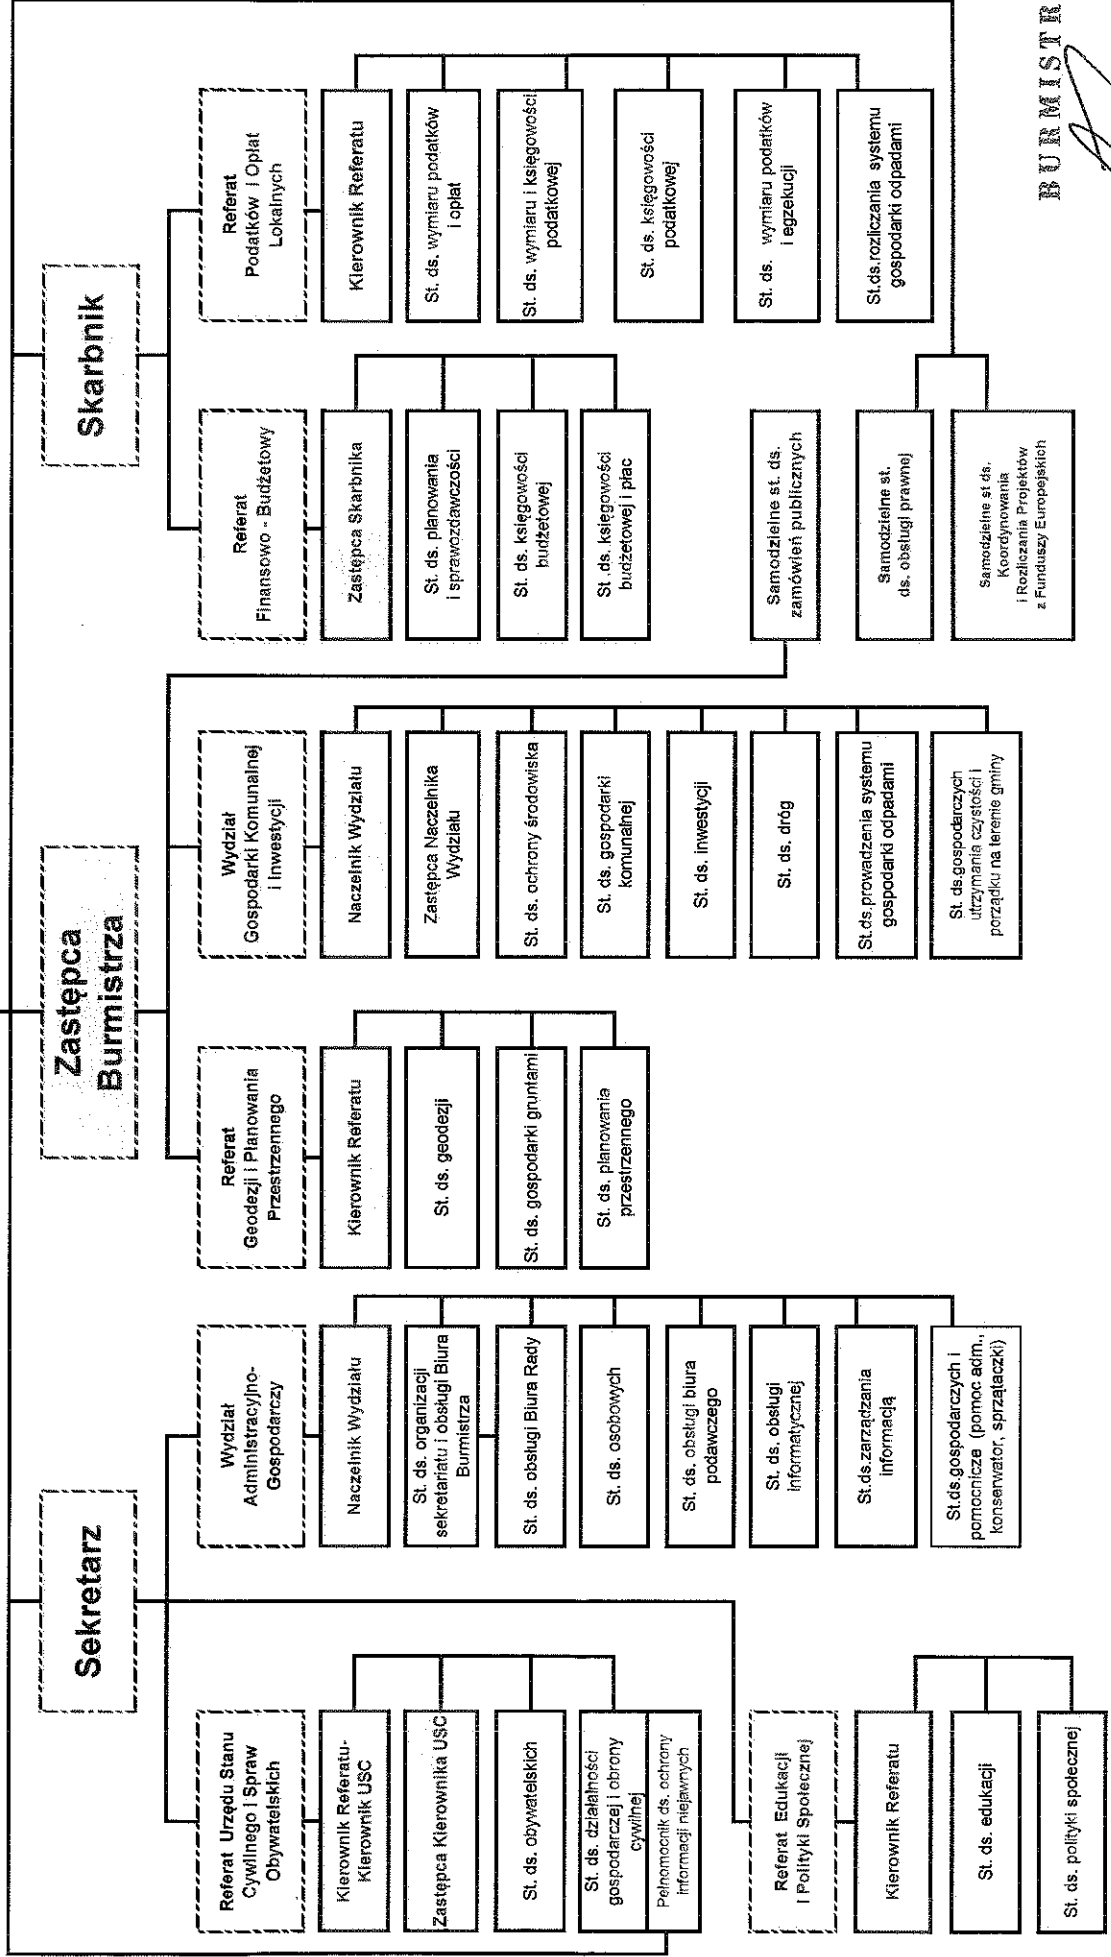 Sekretarz
Referat Urzędu Stanu
Cywilnego i Spraw
Obywatelskich
Kierownik Referatu-
Kierownik USC
Zastępca Kierownika USC
St. ds. obywatelskich
St. ds. działalności
gospodarczej i obrony
cywilnej
Pełnomocnik ds. ochrony
informacji niejawnych
Referat Edukacji
i Polityki Społecznej
Kierownik Referatu
St. ds. edukacji
St. ds. polityki społecznej
Wydział
Administracyjno-
Gospodarczy
Naczelnik Wydziału
St. ds. organizacji
sekretariatu i obsługi Biura
Burmistrza
St. ds. obsługi Biura Rady
St. ds. osobowych
St. ds. obsługi biura
podawczego
St. ds. obsługi
informatycznej
St.ds.zarządzania
informacją
St.ds.gospodarczych i
pomocnicze (pomoc adm.,
konserwator, sprzątaczki)
Zastępca
Burmistrza
Referat
Geodezji i Planowania
Przestrzennego
Kierownik Referatu
St. ds. geodezji
St. ds. gospodarki gruntami
St. ds. planowania
przestrzennego
Wydział
Gospodarki Komunalnej
i Inwestycji
Naczelnik Wydziału
Zastępca Naczelnika
Wydziału
St. ds. ochrony środowiska
St. ds. gospodarki
komunalnej
St. ds. inwestycji
St. ds. dróg
St.ds.prowadzenia systemu
gospodarki odpadami
St. ds.gospodarczych
utrzymania czystości i
porządku na terenie gminy
Samodzielne st. ds.
zamówień publicznych
Skarbnik
Referat
Finansowo - Budżetowy
Zastępca Skarbnika
St. ds. planowania
i sprawozdawczości
St. ds. księgowości
budżetowej
St .ds. księgowości
budżetowej i płac
Referat
Podatków i Opłat
Lokalnych
Kierownik Referatu
St. ds. wymiaru podatków
i opłat
St. ds. wymiaru i księgowości
podatkowej
St. ds. księgowości
podatkowej
St. ds. wymiaru podatków
i egzekucji
St.ds.rozliczania systemu
gospodarki odpadami
Samodzielne st.
ds. obsługi prawnej
Samodzielne st ds.
Koordynowania
i Rozliczania Projektów
z Funduszy Europejskich
BURMISTR